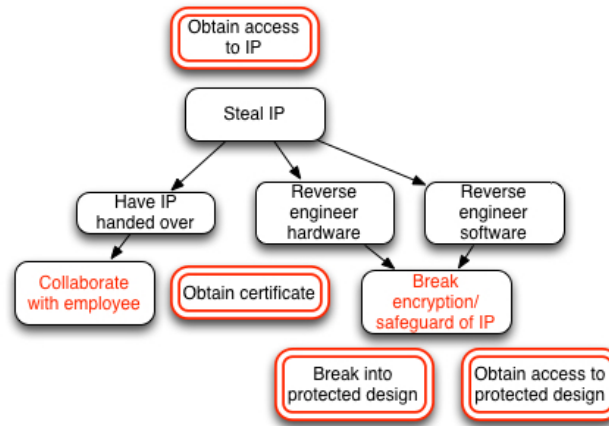 Obtain access
to IP
Steal IP
Have IP
handed over
Reverse
engineer
hardware
Reverse
engineer
software
Collaborate
with employee
Obtain certificate
Break
encryption/
safeguard of IP
Break into
protected design
Obtain access to
protected design